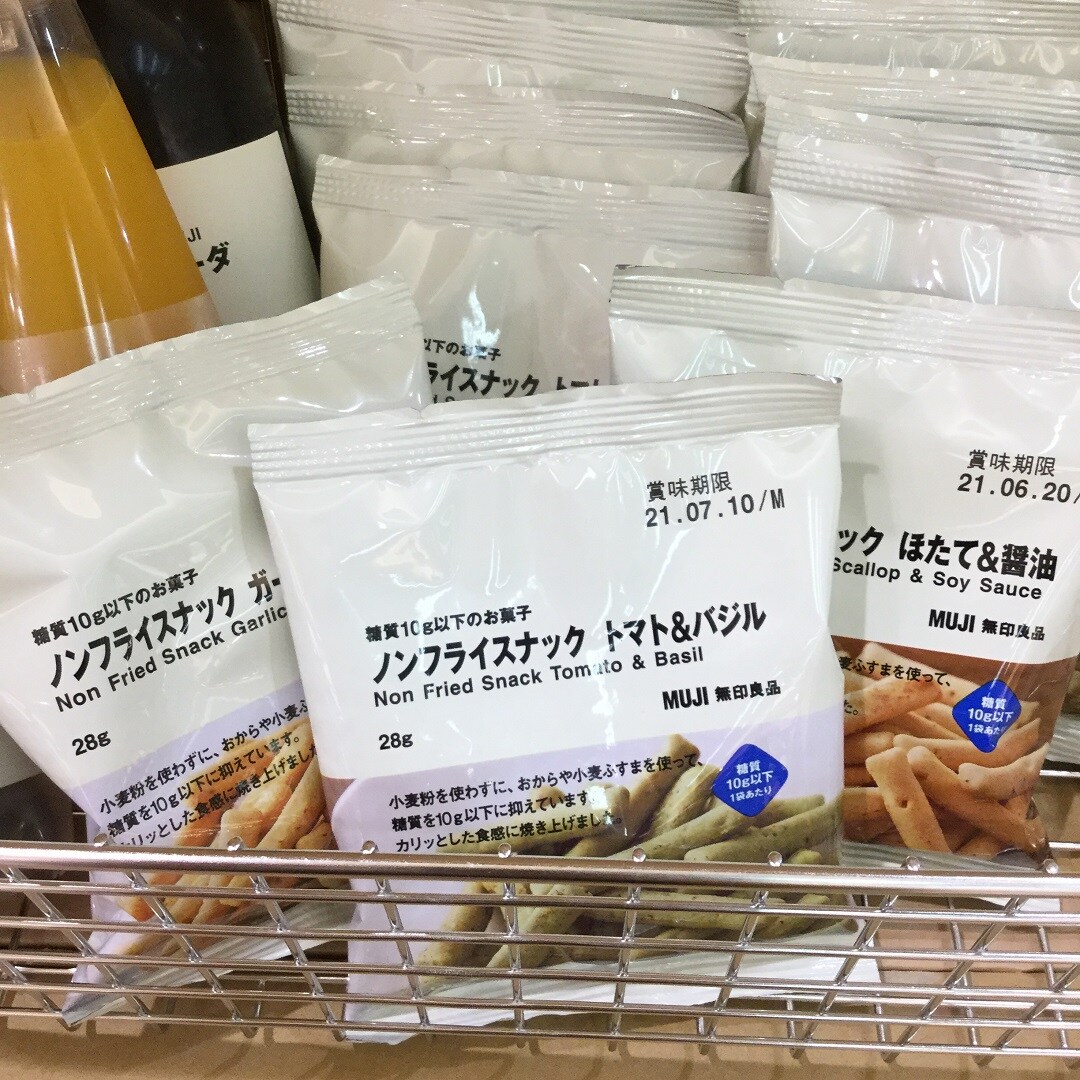 JI
ーダ
以下のお菓子
ライスナック トマト
糖質10g以下のお菓子
ノンフライスナック ガー
Non Fried Snack Garlic
28g
小麦粉を使わずに、おからや小麦ふ
糖質を10g以下に抑えています。
カリッとした食感に焼き上げまし
賞味期限
21.07.10/M
糖質10g以下のお菓子
ノンフライスナック トマト&バジル
Non Fried Snack Tomato & Basil
MUJI 無印良品
28g
小麦粉を使わずに、おからや小麦ふすまを使って、
糖質を10g以下に抑えています。
カリッとした食感に焼き上げました。
糖質
10g以下
1袋あたり
賞味期限
21.06.20/
ック ほたて&醤油
Scallop & Soy Sauce
MUJI 無印良品
麦ふすまを使って、
た。
糖質
10g以下
1袋あたり